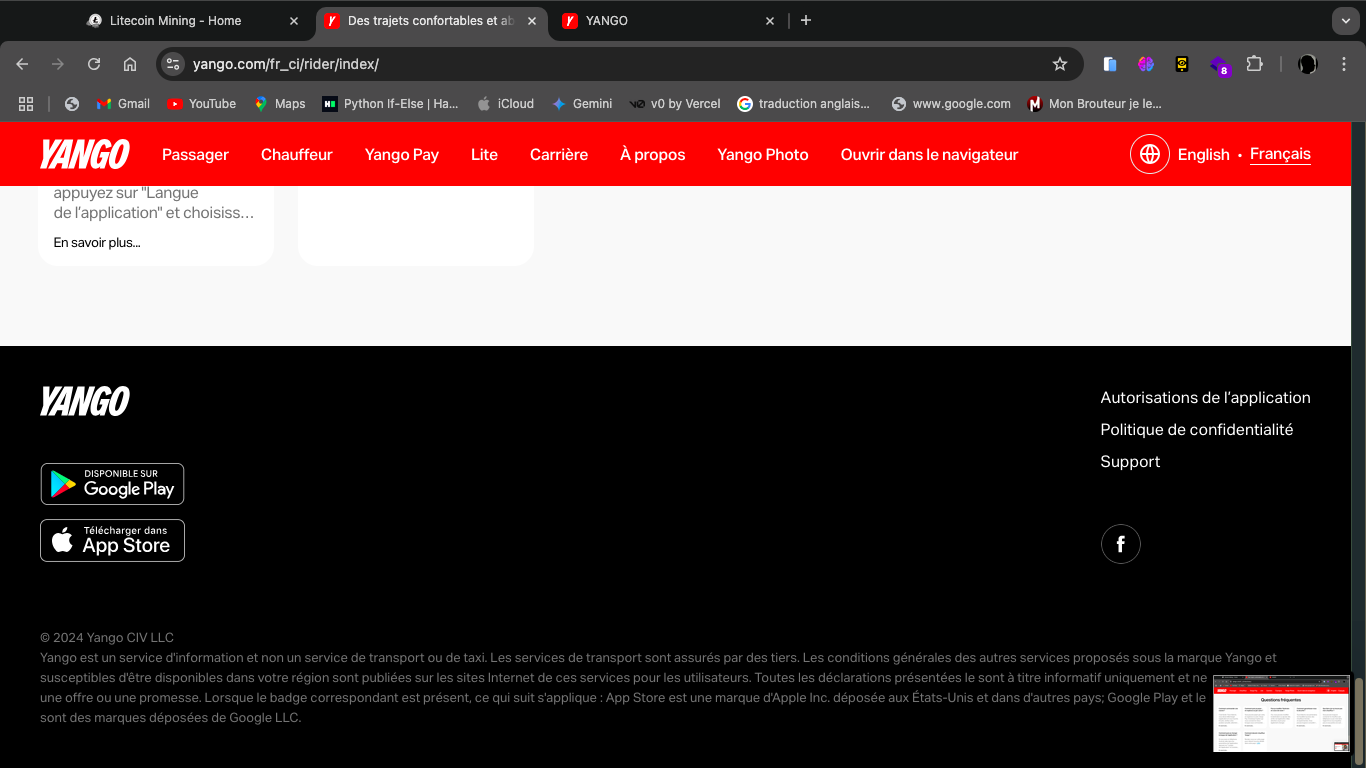 Litecoin Mining - Home
Des trajets confortables et ab
YANGO
yango.com/fr_ci/rider/index/
8
Gmail
YouTube
Maps
Python If-Else | Ha...
iCloud
Gemini
v0 by Vercel
traduction anglais...
www.google.com
Mon Brouteur je le...
YANGO
Passager
Chauffeur
Yango Pay
Lite
Carrière
À propos
Yango Photo
Ouvrir dans le navigateur
English • Français
appuyez sur "Langue
de l’application" et choisiss...
En savoir plus...
YANGO
Autorisations de l’application
Politique de confidentialité
Support
DISPONIBLE SUR
Google Play
Télécharger dans
App Store
f
© 2024 Yango CIV LLC
Yango est un service d'information et non un service de transport ou de taxi. Les services de transport sont assurés par des tiers. Les conditions générales des autres services proposés sous la marque Yango et
susceptibles d'être disponibles dans votre région sont publiées sur les sites Internet de ces services pour les utilisateurs. Toutes les déclarations présentées le sont à titre informatif uniquement et ne
une offre ou une promesse. Lorsque le badge correspondant est présent, ce qui suit s'applique : App Store est une marque d'Apple Inc. déposée aux États-Unis et dans d'autres pays; Google Play et le
sont des marques déposées de Google LLC.
Questions fréquentes